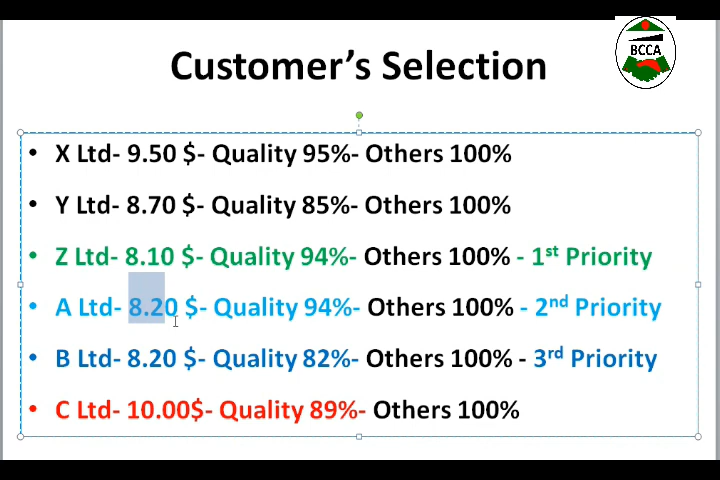 Customer's Selection
BCCA
• X Ltd- 9.50 $- Quality 95%- Others 100%
• Y Ltd- 8.70 $- Quality 85%- Others 100%
• Z Ltd- 8.10 $- Quality 94%- Others 100% - 1st Priority
• A Ltd- 8.20 $- Quality 94%- Others 100% - 2nd Priority
• B Ltd- 8.20 $- Quality 82%- Others 100% - 3rd Priority
• C Ltd- 10.00$- Quality 89%- Others 100%